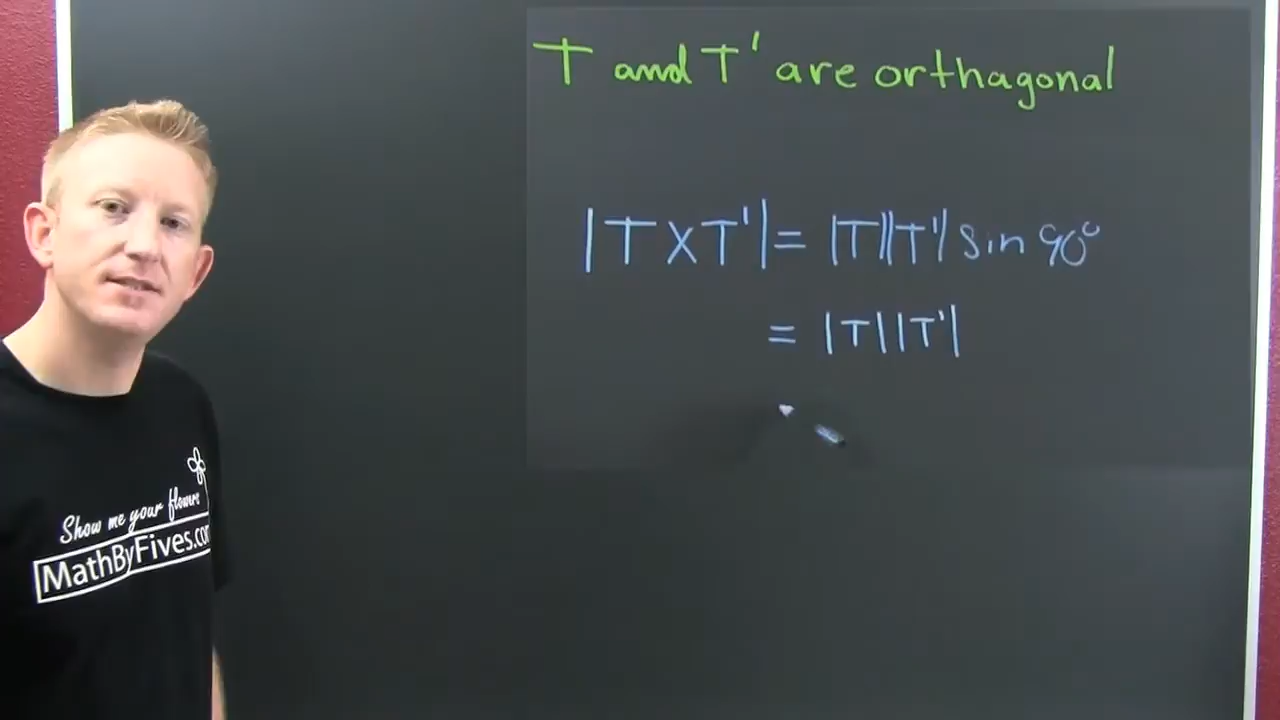 T and T' are orthagonal
|T X T'| = |T||T'| sin 90°
= |T||T'|
Show me your flowers
MathByFives.com